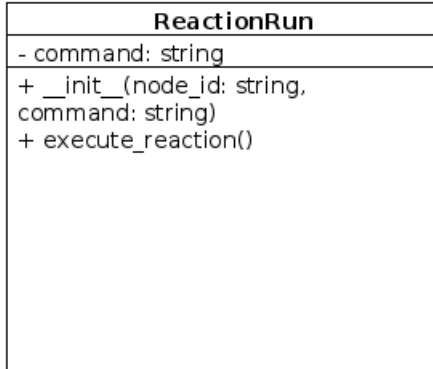 ReactionRun
- command: string
+ __init__(node_id: string,
command: string)
+ execute_reaction()